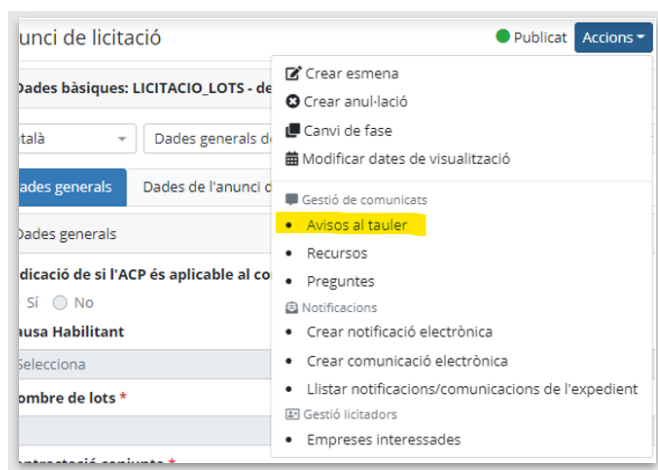 unci de licitació
Publicat Accions
Dades bàsiques: LICITACIO_LOTS - de
Crear esmena
Crear anul·lació
Canvi de fase
Modificar dates de visualització
talà Dades generals d
ades generals Dades de l'anunci d
Gestió de comunicats
Avisos al tauler
Recursos
Preguntes
Dades generals
dicació de si l'ACP és aplicable al co
Sí No
ausa Habilitant
Selecciona
ombre de lots *
Notificacions
Crear notificació electrònica
Crear comunicació electrònica
Llistar notificacions/comunicacions de l'expedient
Gestió licitadors
Empreses interessades